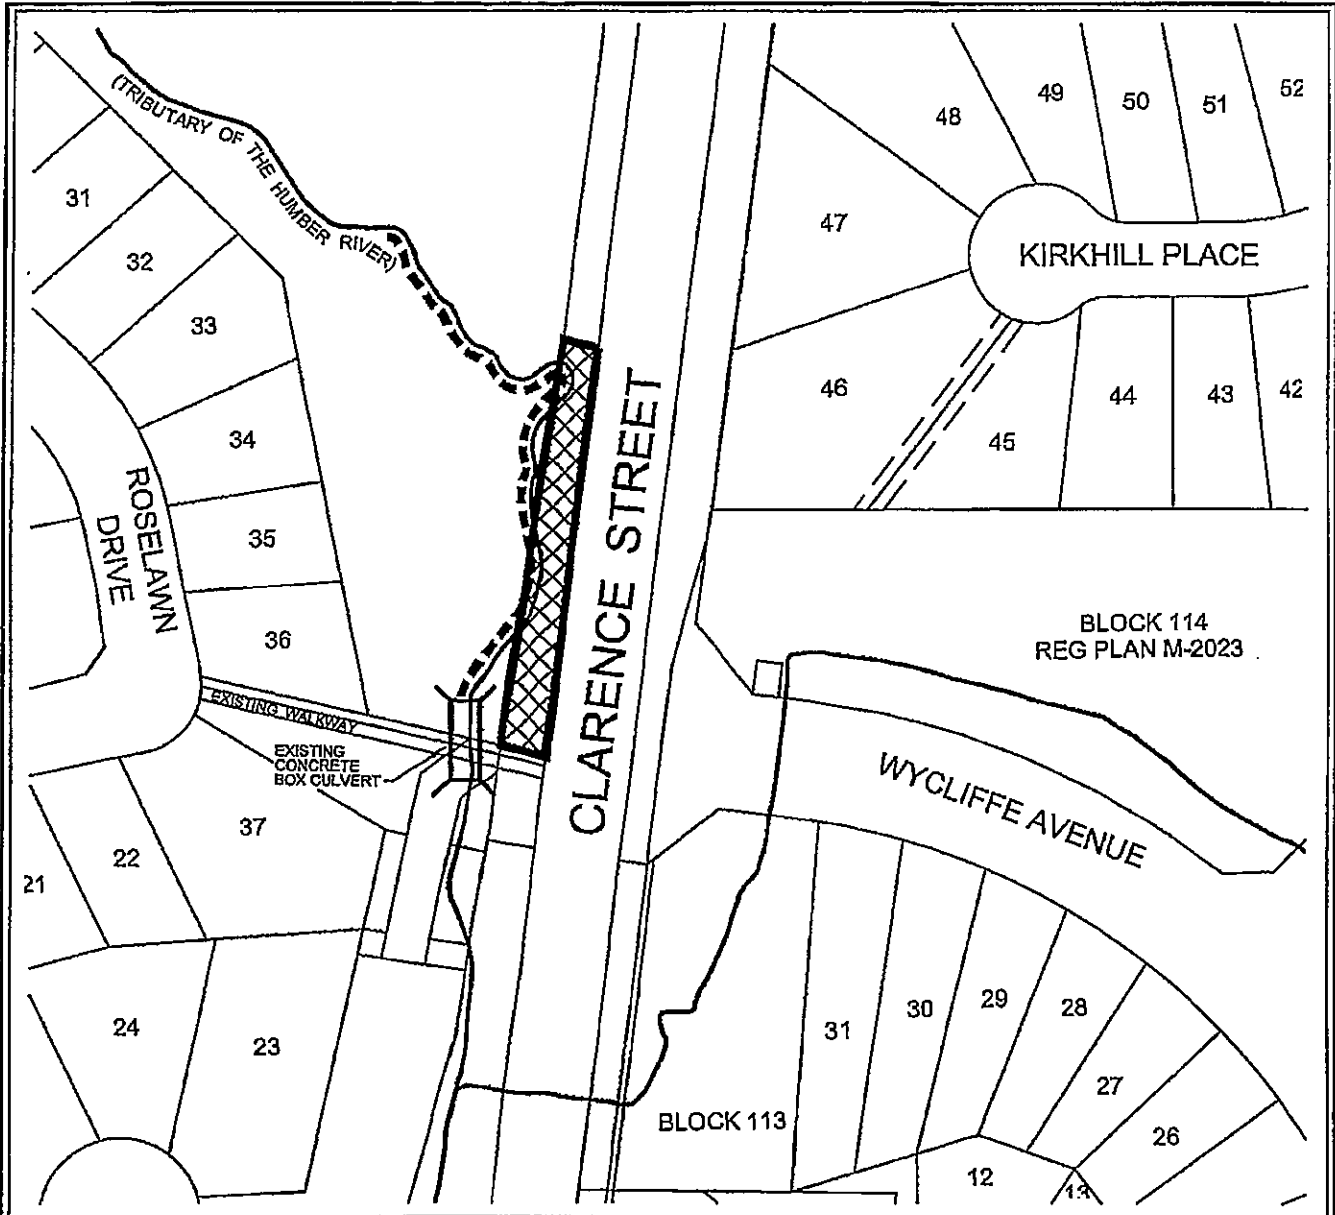 (TRIBUTARY OF THE HUMBER RIVER)
31
32
33
34
35
36
ROSELAWN
DRIVE
EXISTING WALKWAY
EXISTING
CONCRETE
BOX CULVERT
37
22
21
24
23
CLARENCE STREET
48
49
50
51
52
47
KIRKHILL PLACE
46
45
44
43
42
BLOCK 114
REG PLAN M-2023
WYCLIFFE AVENUE
31
30
29
28
27
26
BLOCK 113
12
13